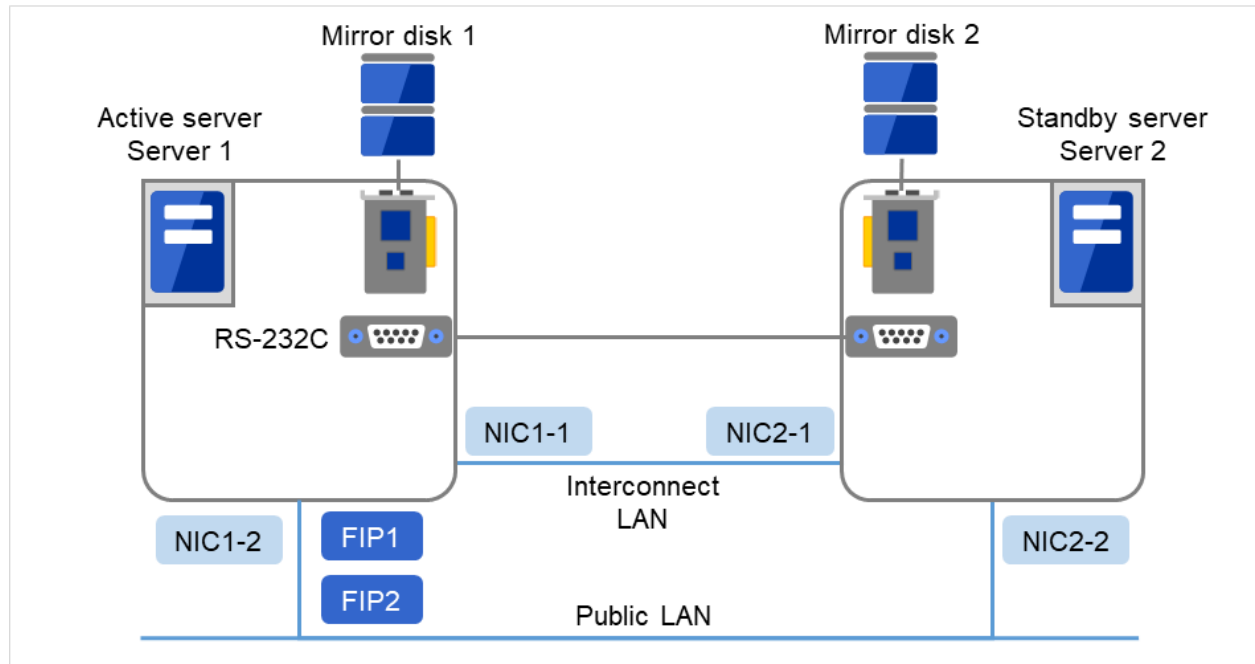 Mirror disk 1
Mirror disk 2
Active server
Server 1
Standby server
Server 2
RS-232C
NIC1-1
NIC2-1
Interconnect
LAN
NIC1-2
FIP1
NIC2-2
FIP2
Public LAN